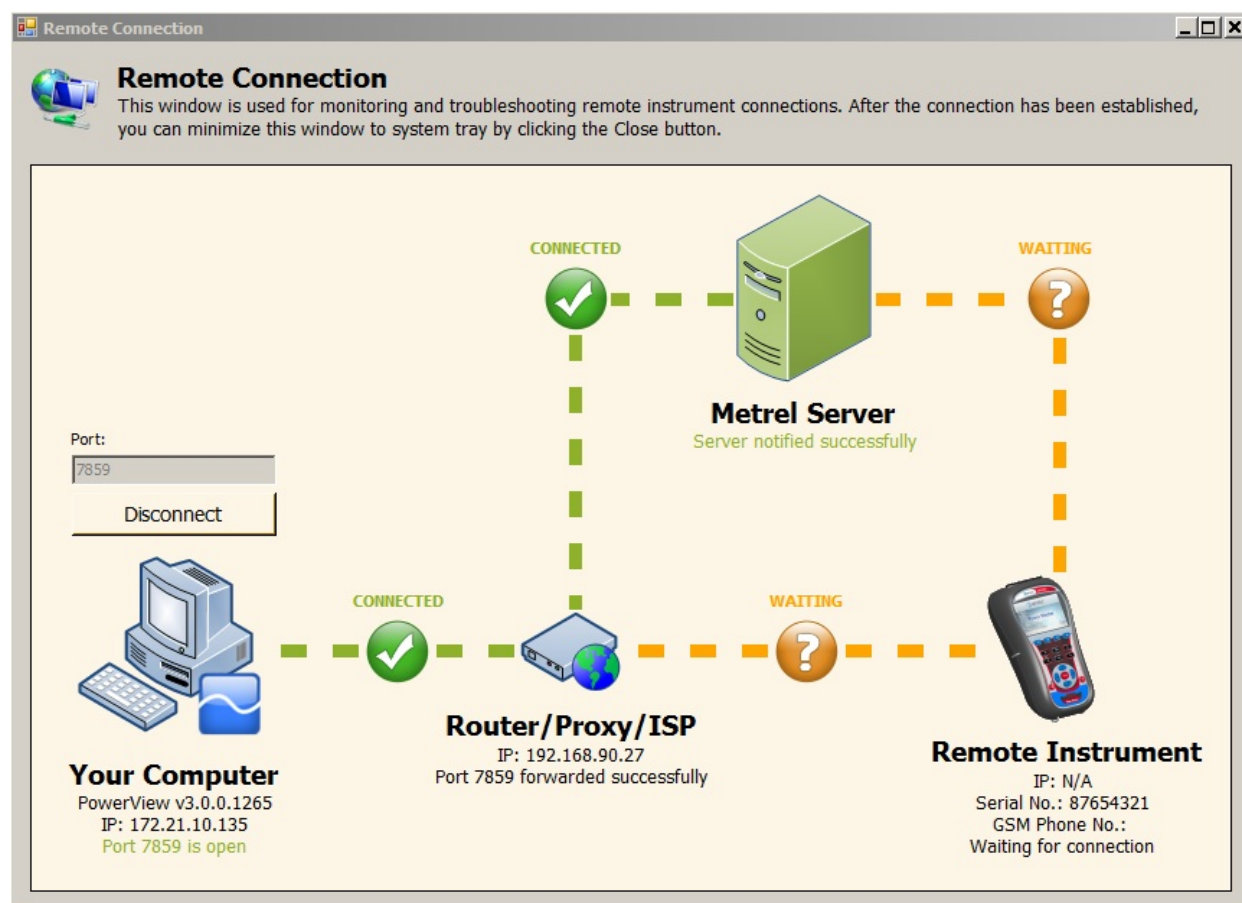 Remote Connection
Remote Connection
This window is used for monitoring and troubleshooting remote instrument connections. After the connection has been established,
you can minimize this window to system tray by clicking the Close button.
CONNECTED
WAITING
Metrel Server
Server notified successfully
Port:
7859
Disconnect
CONNECTED
WAITING
Router/Proxy/ISP
IP: 192.168.90.27
Port 7859 forwarded successfully
Your Computer
PowerView v3.0.0.1265
IP: 172.21.10.135
Port 7859 is open
Remote Instrument
IP: N/A
Serial No.: 87654321
GSM Phone No.:
Waiting for connection